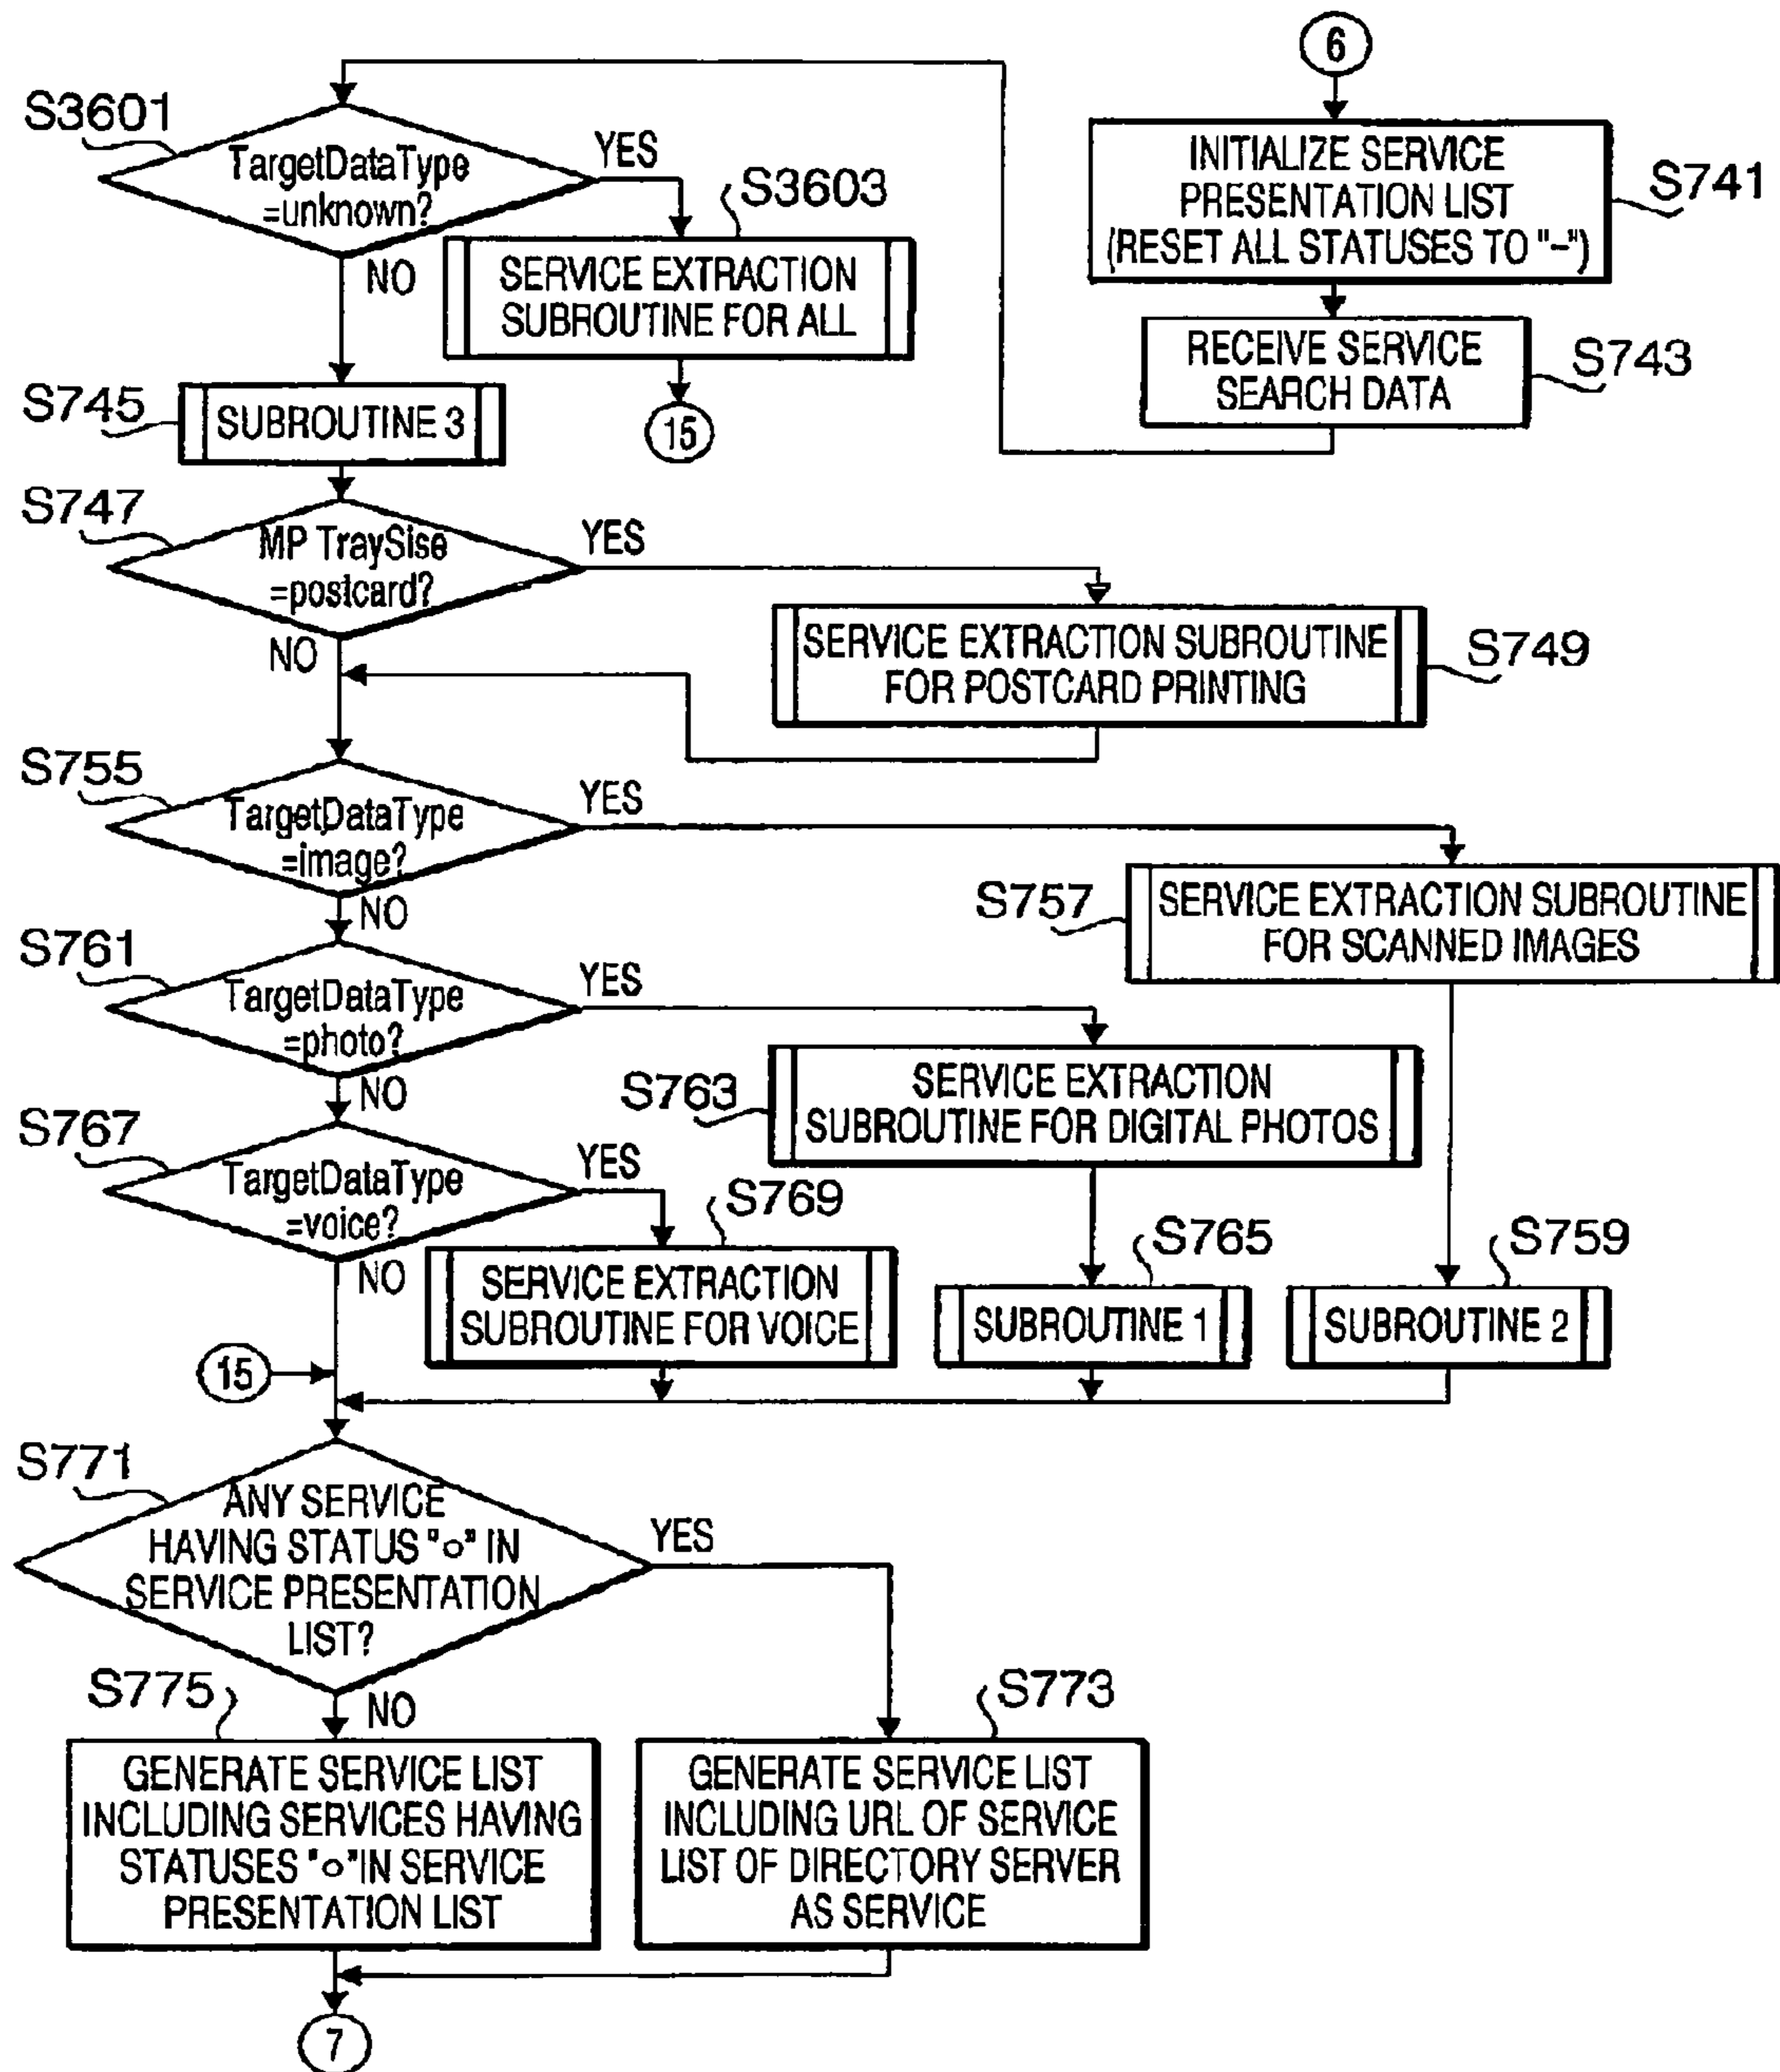 6
INITIALIZE SERVICE
PRESENTATION LIST
(RESET ALL STATUSES TO "-")
S741
RECEIVE SERVICE
SEARCH DATA
S743
S3601
TargetDataType
=unknown?
YES
NO
S3603
SERVICE EXTRACTION
SUBROUTINE FOR ALL
15
S745
SUBROUTINE 3
S747
MP TraySise
=postcard?
YES
NO
SERVICE EXTRACTION SUBROUTINE
FOR POSTCARD PRINTING
S749
S755
TargetDataType
=image?
YES
NO
S757
SERVICE EXTRACTION SUBROUTINE
FOR SCANNED IMAGES
S761
TargetDataType
=photo?
YES
NO
S763
SERVICE EXTRACTION
SUBROUTINE FOR DIGITAL PHOTOS
S767
TargetDataType
=voice?
YES
NO
S769
SERVICE EXTRACTION
SUBROUTINE FOR VOICE
S765
SUBROUTINE 1
S759
SUBROUTINE 2
15
S771
ANY SERVICE
HAVING STATUS "○" IN
SERVICE PRESENTATION
LIST?
YES
NO
S775
GENERATE SERVICE LIST
INCLUDING SERVICES HAVING
STATUSES "○"IN SERVICE
PRESENTATION LIST
S773
GENERATE SERVICE LIST
INCLUDING URL OF SERVICE
LIST OF DIRECTORY SERVER
AS SERVICE
7